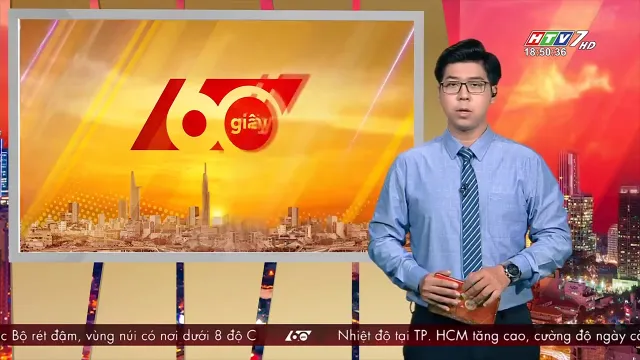 HTV7 HD
18:50:36
60 giây
c Bộ rét đậm, vùng núi có nơi dưới 8 độ C 60 Nhiệt độ tại TP. HCM tăng cao, cường độ ngày c